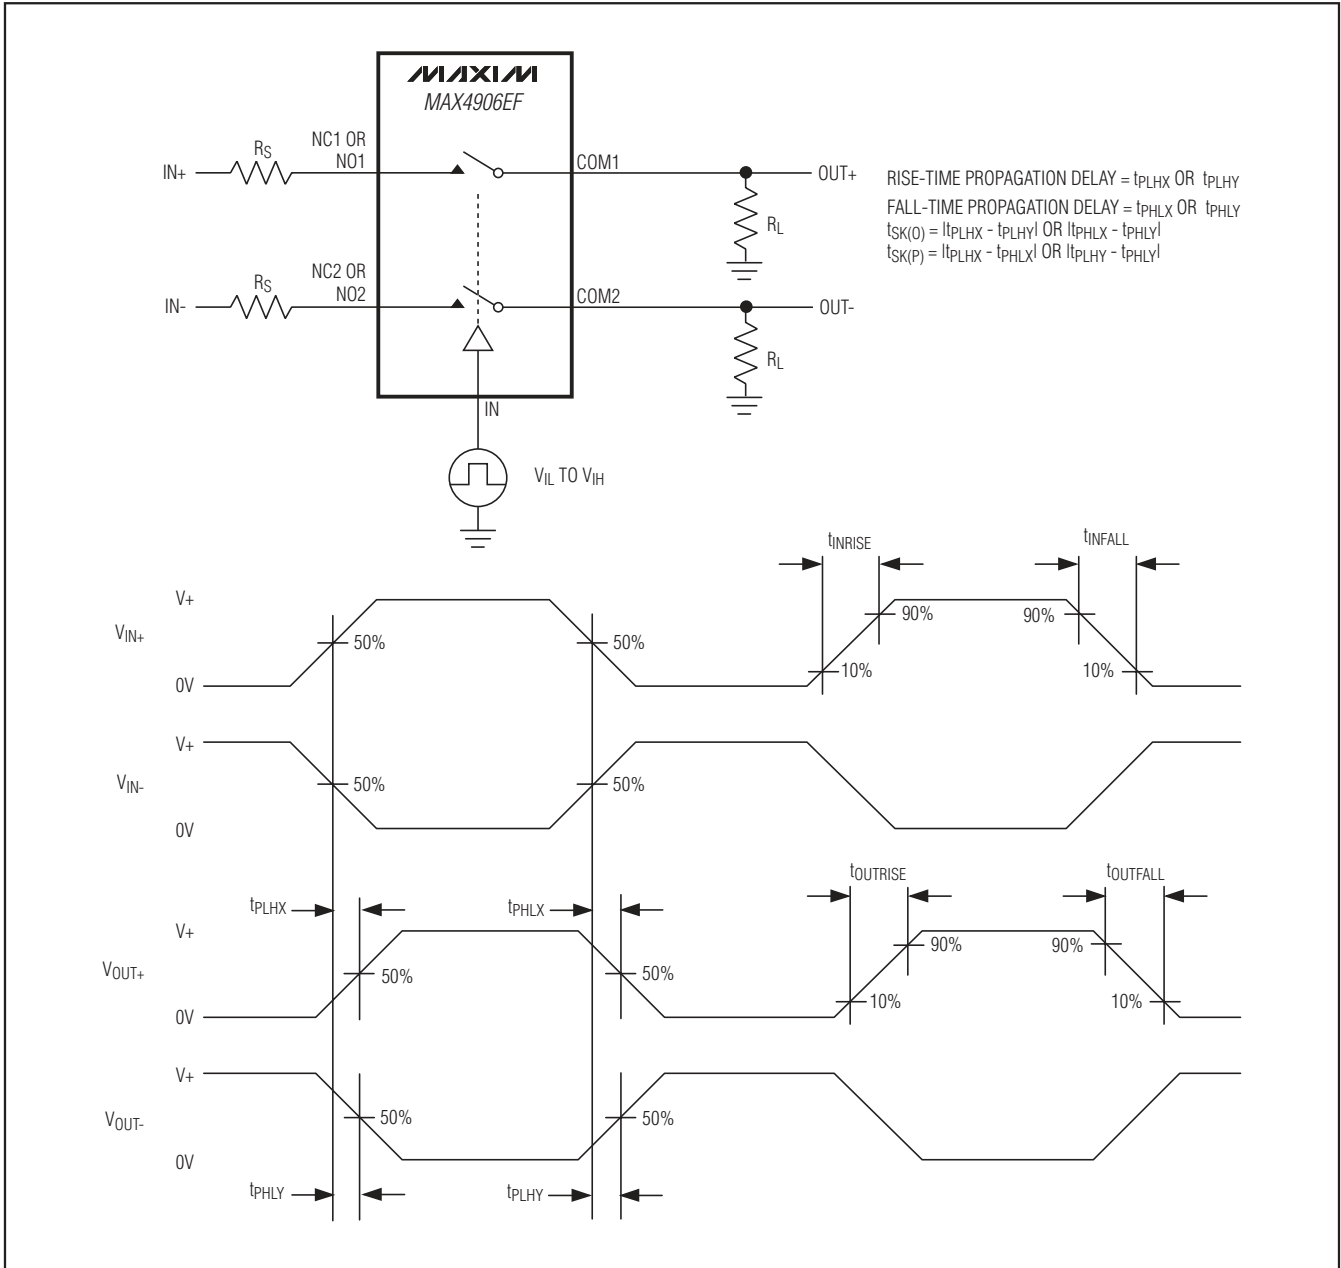 MAXIM
MAX4906EF
NC1 OR
NO1
RS
IN+
COM1
OUT+
RL
RISE-TIME PROPAGATION DELAY = tPLHX OR tPLHY
FALL-TIME PROPAGATION DELAY = tPHLX OR tPHLY
tSK(O) = |tPLHX - tPLHY| OR |tPHLX - tPHLY|
tSK(P) = |tPLHX - tPHLX| OR |tPLHY - tPHLY|
NC2 OR
NO2
RS
IN-
COM2
OUT-
RL
IN
VIL TO VIH
tINRISE
tINFALL
V+
VIN+
0V
50%
50%
10%
90%
90%
10%
V+
VIN-
0V
50%
50%
tPLHX
tPHLX
tOUTRISE
tOUTFALL
V+
VOUT+
0V
50%
50%
10%
90%
90%
10%
V+
VOUT-
0V
50%
50%
tPHLY
tPLHY